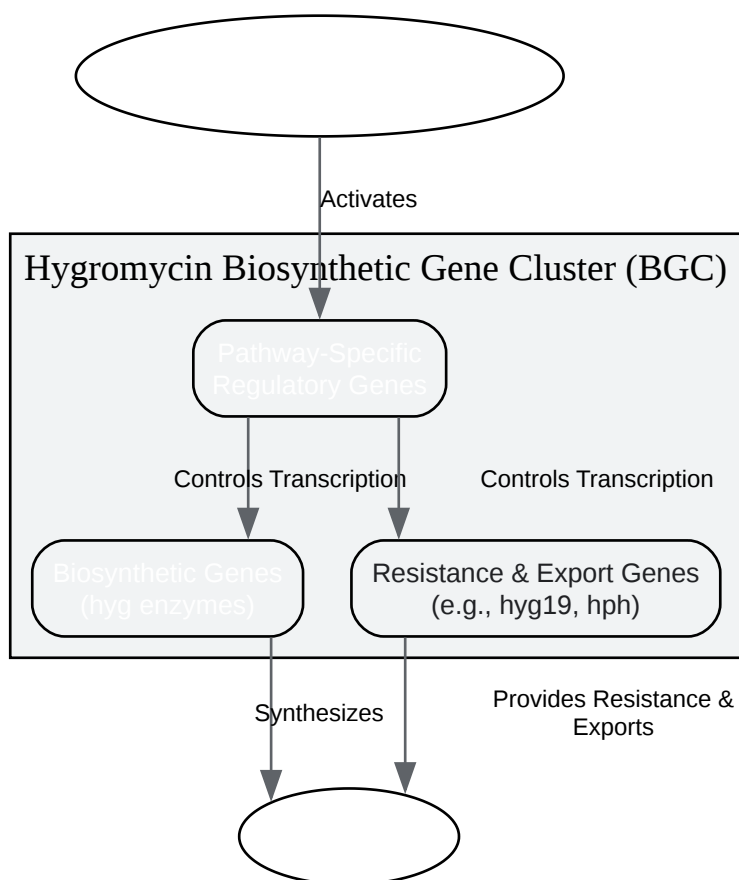 Activates
Hygromycin Biosynthetic Gene Cluster (BGC)
Pathway-Specific
Regulatory Genes
Controls Transcription
Controls Transcription
Biosynthetic Genes
(hyg enzymes)
Resistance & Export Genes
(e.g., hyg19, hph)
Synthesizes
Provides Resistance &
Exports